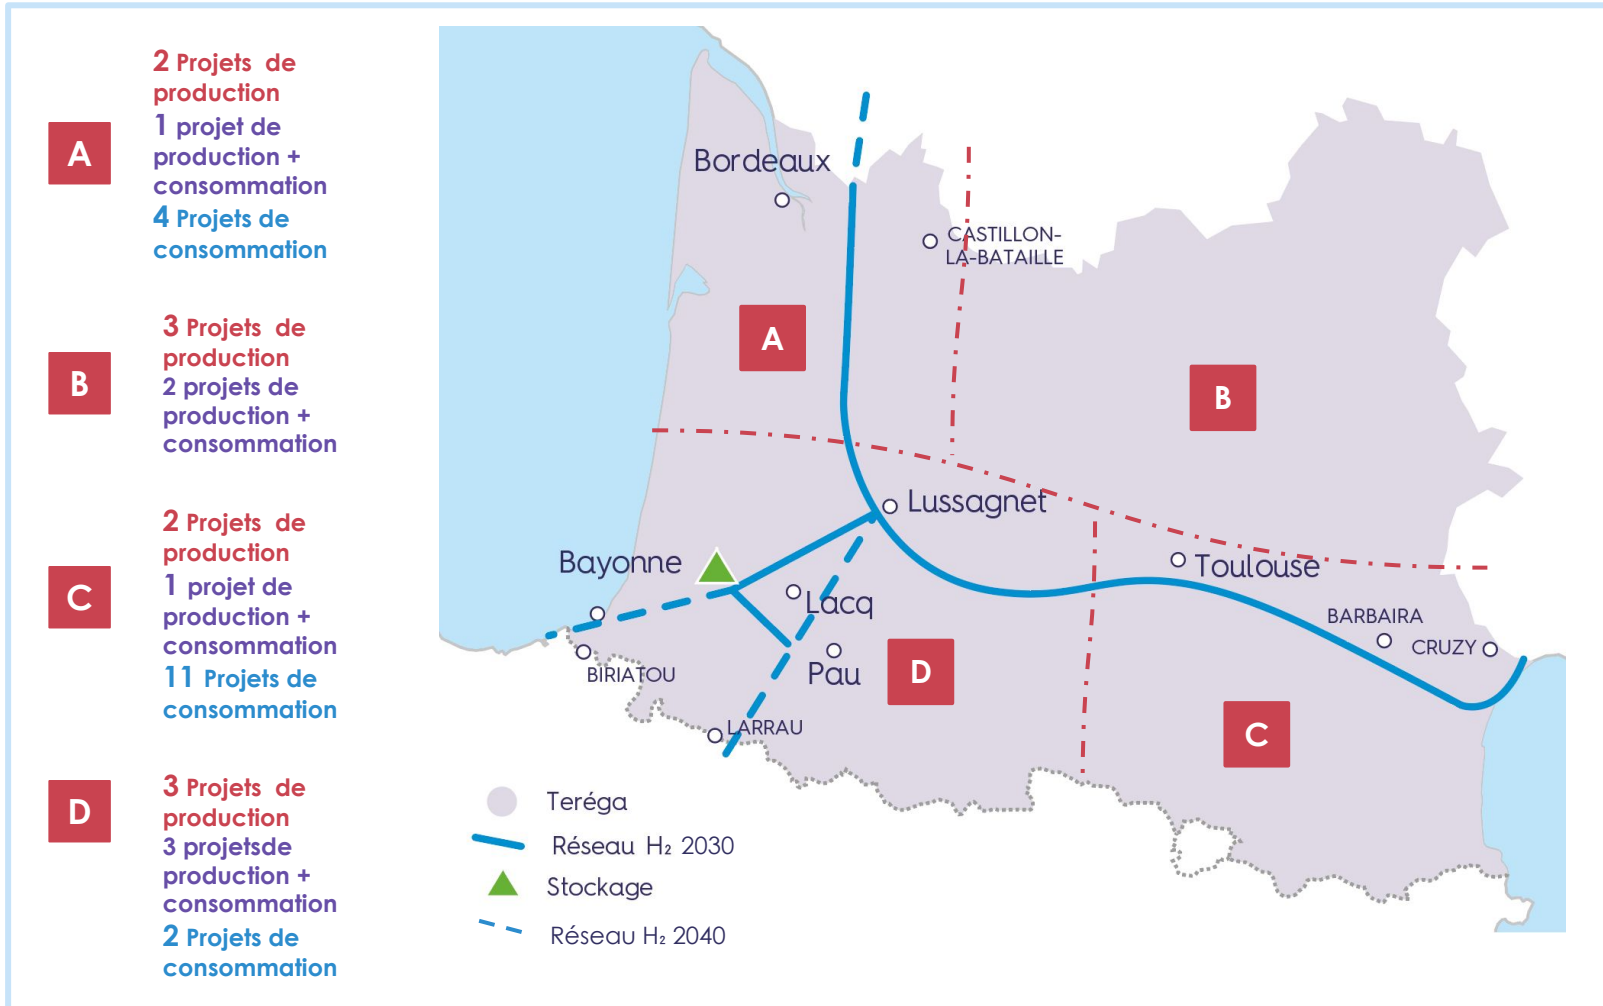 A
2 Projets de
production
1 projet de
production +
consommation
4 Projets de
consommation
B
3 Projets de
production
2 projets de
production +
consommation
C
2 Projets de
production
1 projet de
production +
consommation
11 Projets de
consommation
D
3 Projets de
production
3 projetsde
production +
consommation
2 Projets de
consommation
Bordeaux
CASTILLON-
LA-BATAILLE
A
B
Lussagnet
Bayonne
Toulouse
Lacq
BARBAIRA
CRUZY
Pau
BIRIATOU
D
LARRAU
C
Teréga
Réseau H₂ 2030
Stockage
Réseau H₂ 2040